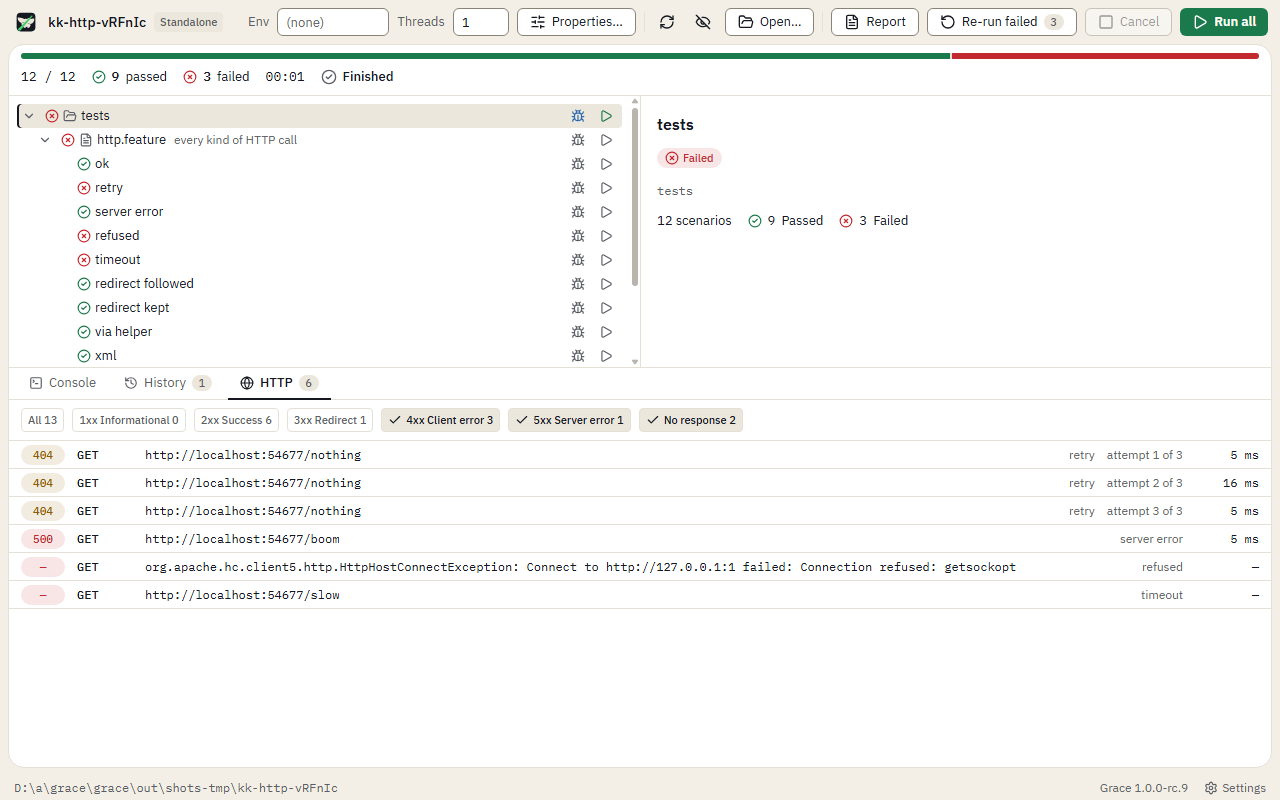 kk-http-vRFnIc Standalone Env (none) Threads 1 Properties... Open... Report Re-run failed 3 Cancel Run all
12 / 12 9 passed 3 failed 00:01 Finished
tests
http.feature every kind of HTTP call
ok
retry
server error
refused
timeout
redirect followed
redirect kept
via helper
xml
tests
Failed
tests
12 scenarios 9 Passed 3 Failed
Console History 1 HTTP 6
All 13 1xx Informational 0 2xx Success 6 3xx Redirect 1 4xx Client error 3 5xx Server error 1 No response 2
404 GET http://localhost:54677/nothing retry attempt 1 of 3 5 ms
404 GET http://localhost:54677/nothing retry attempt 2 of 3 16 ms
404 GET http://localhost:54677/nothing retry attempt 3 of 3 5 ms
500 GET http://localhost:54677/boom server error 5 ms
— GET org.apache.hc.client5.http.HttpHostConnectException: Connect to http://127.0.0.1:1 failed: Connection refused: getsockopt refused —
— GET http://localhost:54677/slow timeout —
D:\a\grace\grace\out\shots-tmp\kk-http-vRFnIc Grace 1.0.0-rc.9 Settings